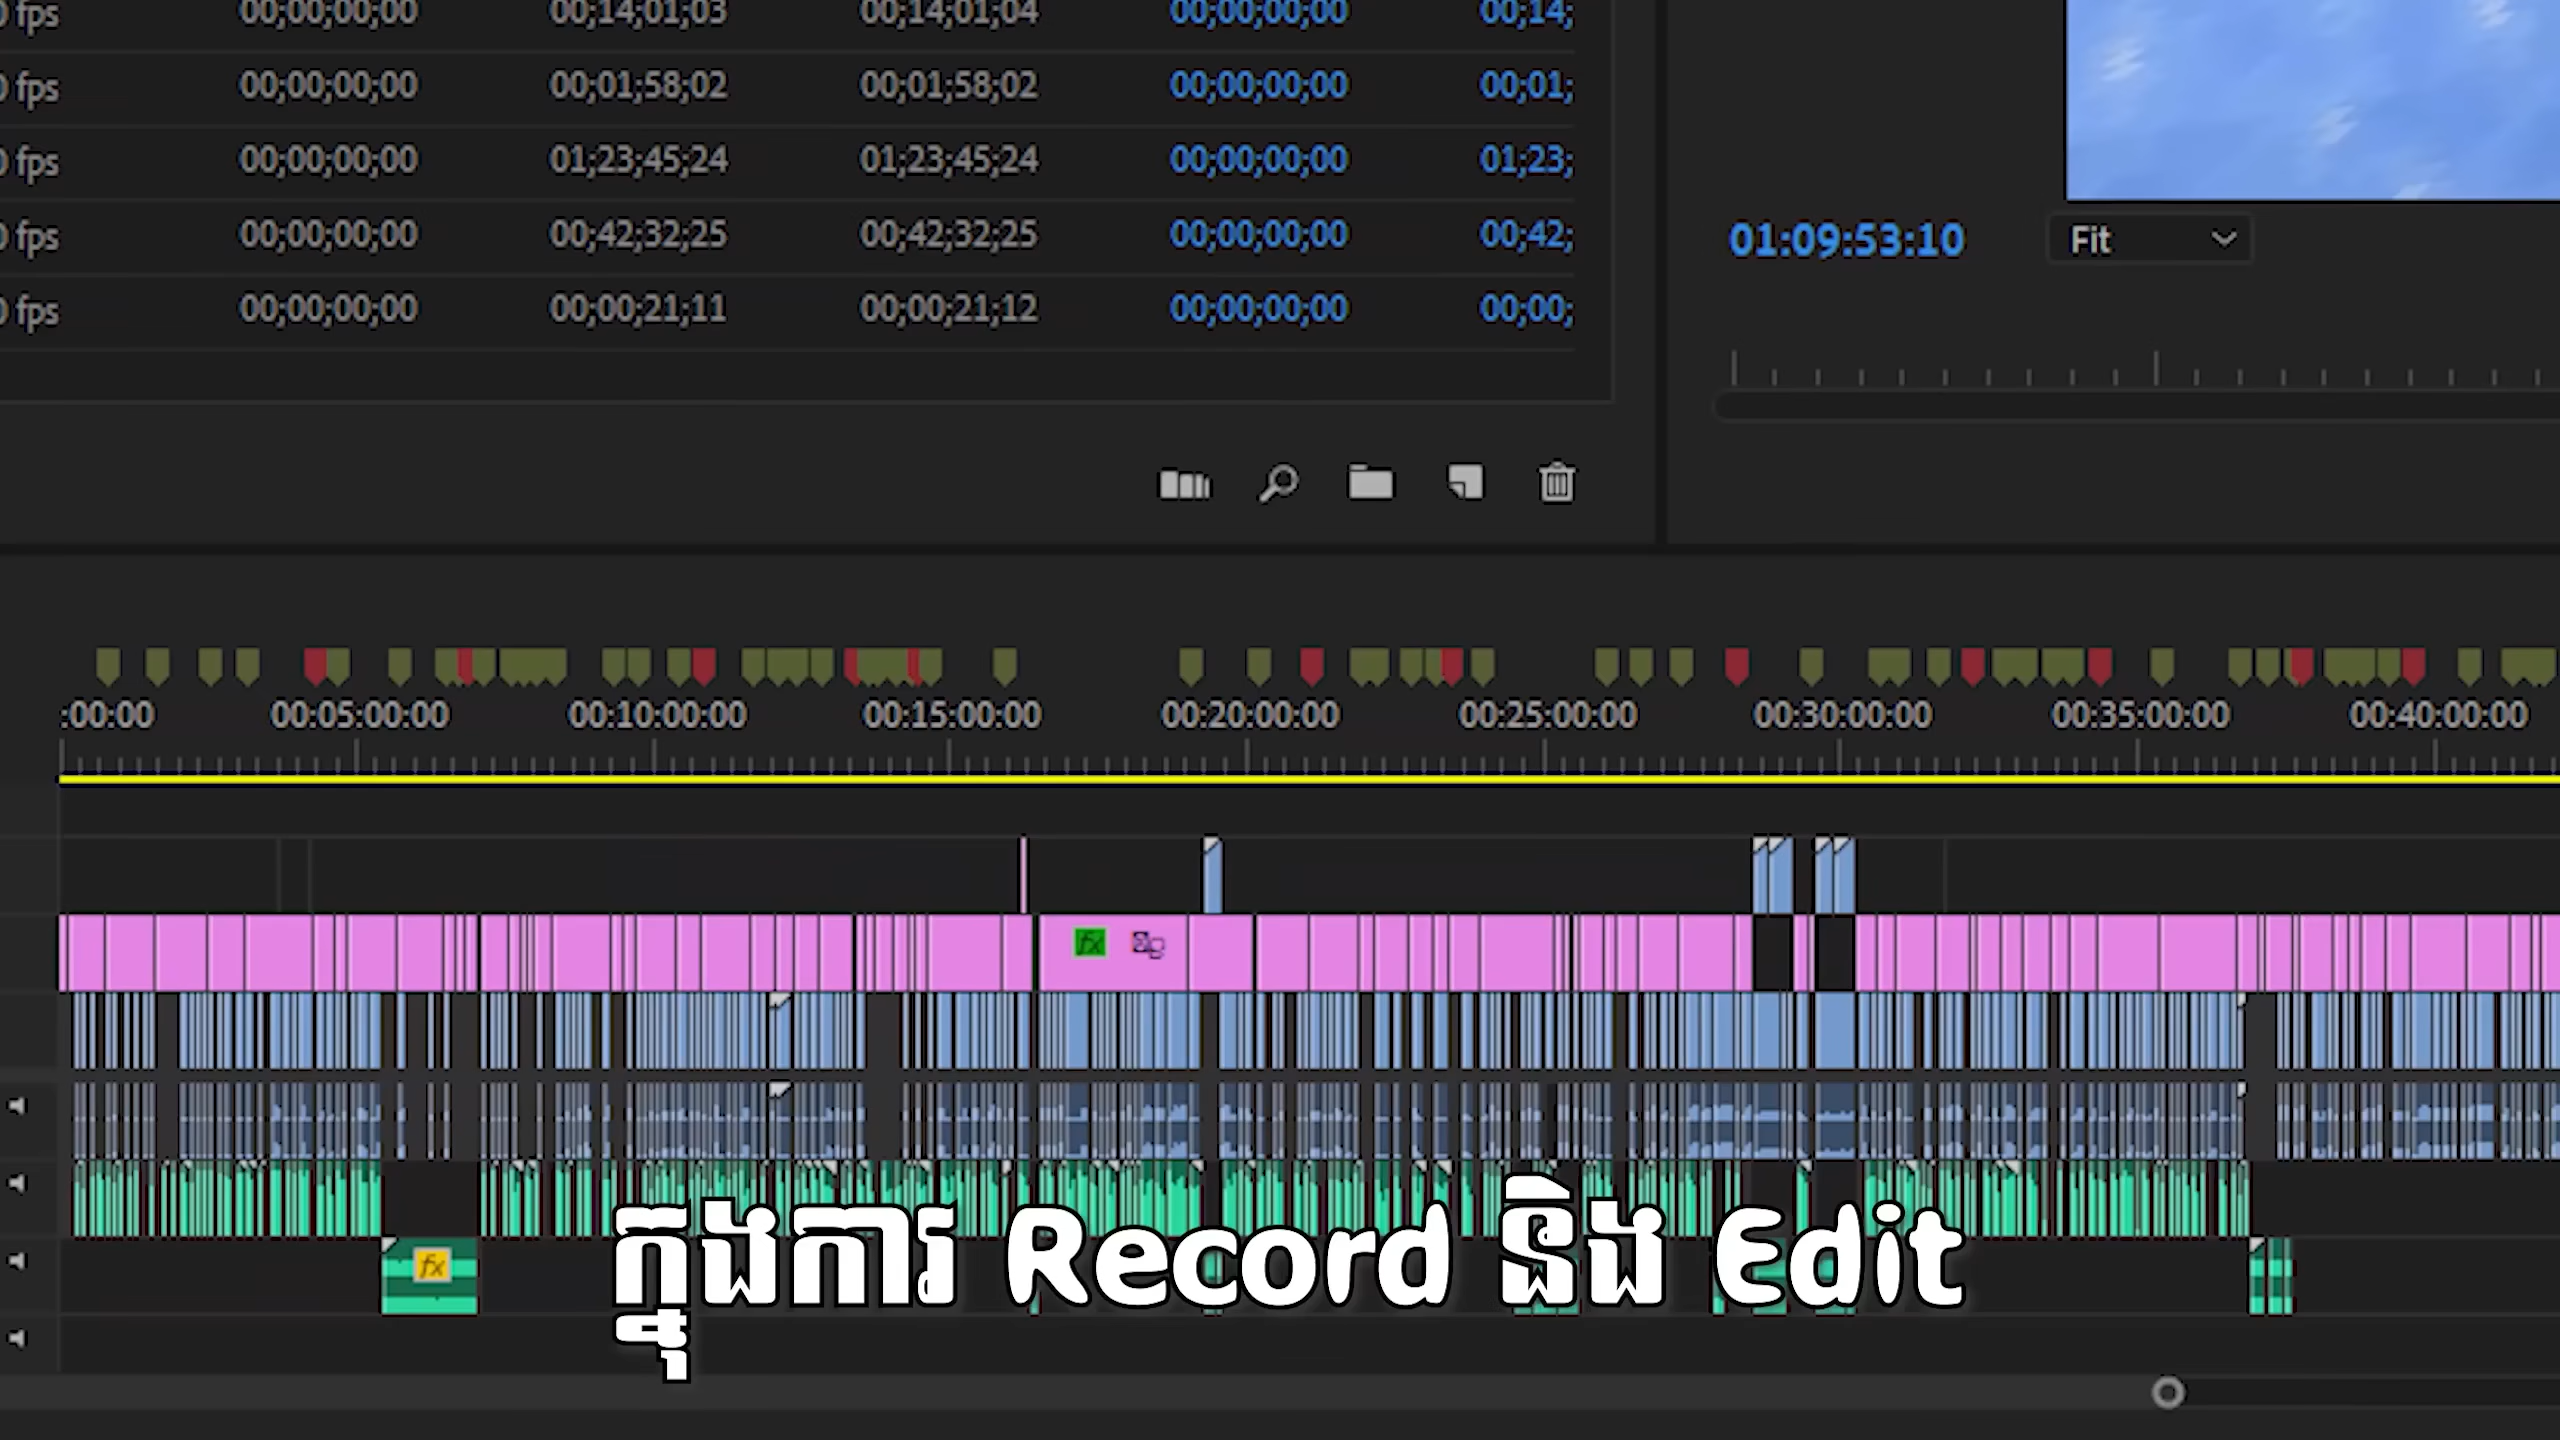 0 fps 00;00;00;00 00;14;01;03 00;14;01;04 00;00;00;00 00;14;
0 fps 00;00;00;00 00;01;58;02 00;01;58;02 00;00;00;00 00;01;
0 fps 00;00;00;00 01;23;45;24 01;23;45;24 00;00;00;00 01;23;
0 fps 00;00;00;00 00;42;32;25 00;42;32;25 00;00;00;00 00;42;
0 fps 00;00;00;00 00;00;21;11 00;00;21;12 00;00;00;00 00;00;
01:09:53:10 Fit
:00:00 00:05:00:00 00:10:00:00 00:15:00:00 00:20:00:00 00:25:00:00 00:30:00:00 00:35:00:00 00:40:00:00
fx
fx
ក្នុងការ Record និង Edit